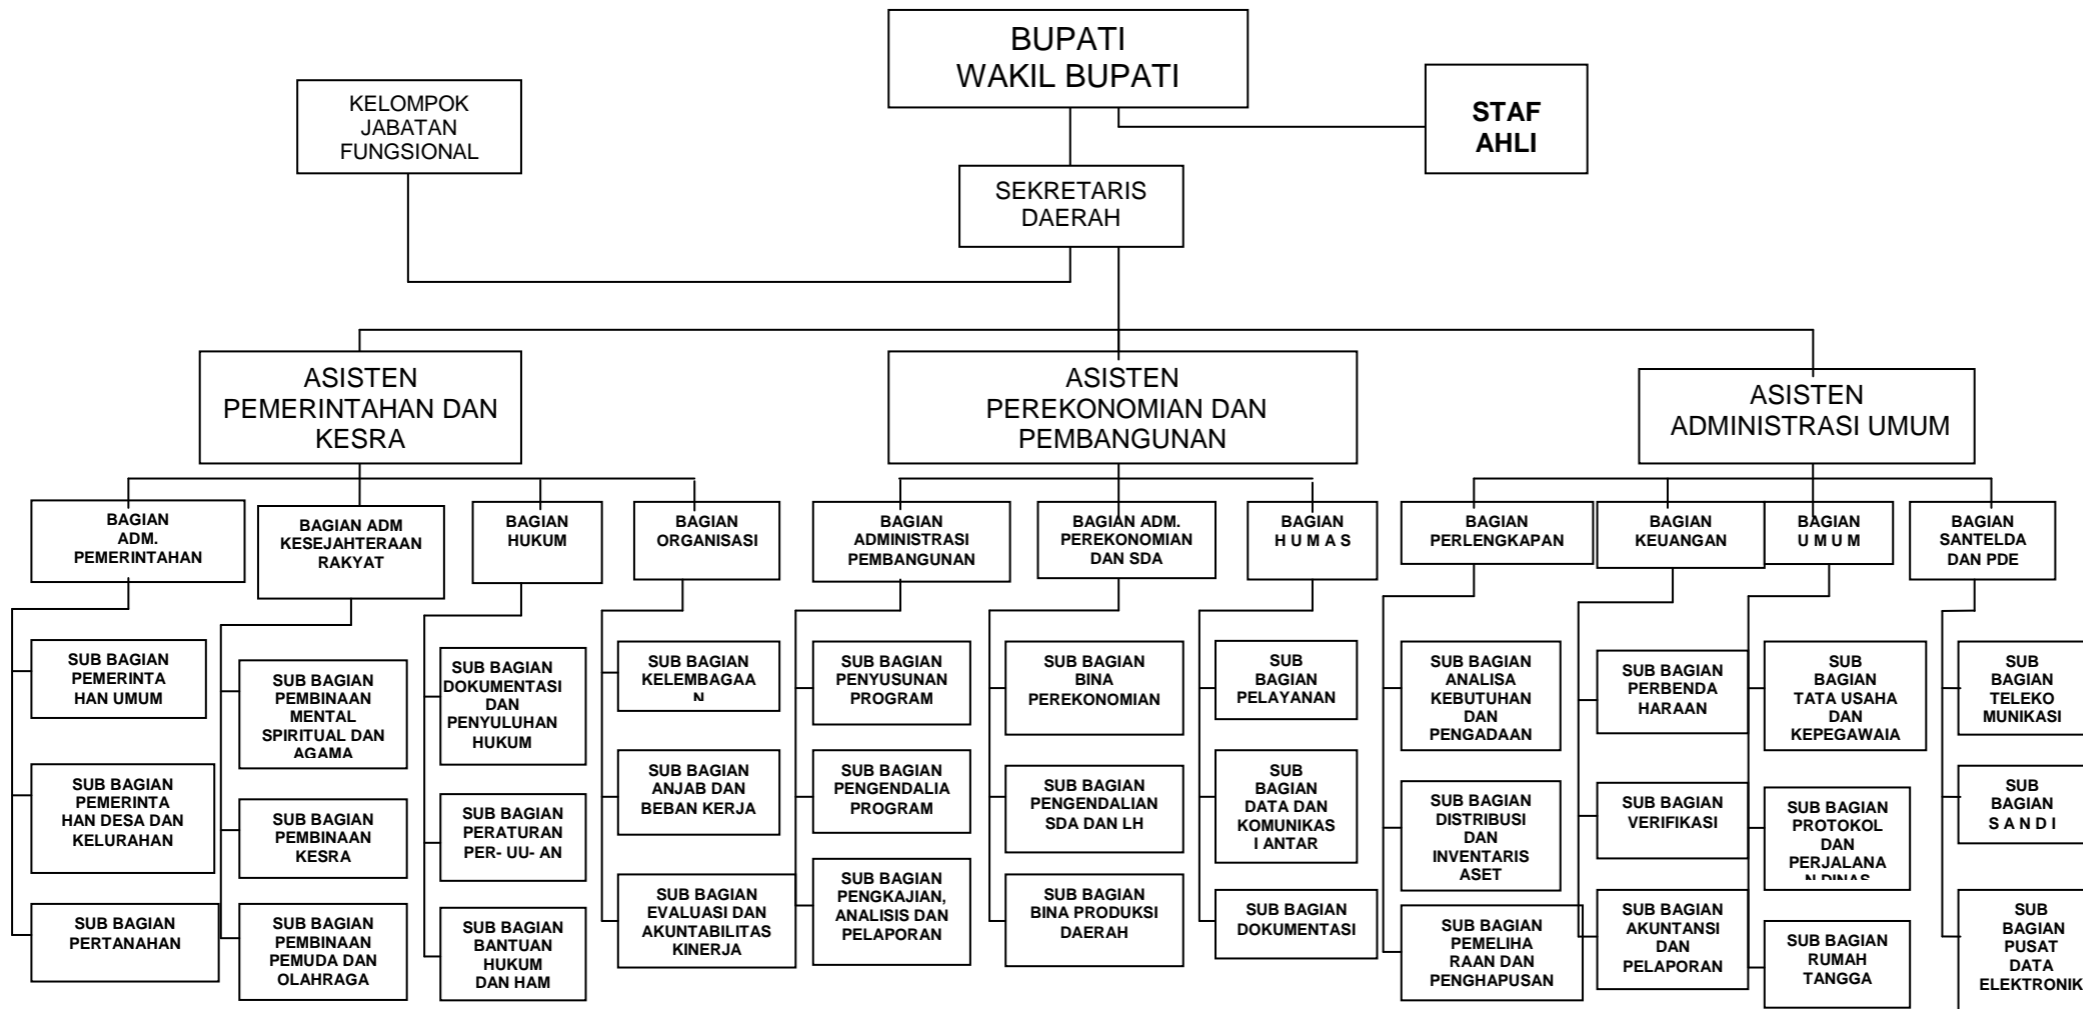 BUPATI
WAKIL BUPATI
KELOMPOK
JABATAN
FUNGSIONAL
STAF
AHLI
SEKRETARIS
DAERAH
ASISTEN
PEMERINTAHAN DAN
KESRA
ASISTEN
PEREKONOMIAN DAN
PEMBANGUNAN
ASISTEN
ADMINISTRASI UMUM
BAGIAN
ADM.
PEMERINTAHAN
BAGIAN ADM
KESEJAHTERAAN
RAKYAT
BAGIAN
HUKUM
BAGIAN
ORGANISASI
BAGIAN
ADMINISTRASI
PEMBANGUNAN
BAGIAN ADM.
PEREKONOMIAN
DAN SDA
BAGIAN
H U M A S
BAGIAN
PERLENGKAPAN
BAGIAN
KEUANGAN
BAGIAN
U M U M
BAGIAN
SANTELDA
DAN PDE
SUB BAGIAN
PEMERINTA
HAN UMUM
SUB BAGIAN
PEMBINAAN
MENTAL
SPIRITUAL DAN
AGAMA
SUB BAGIAN
DOKUMENTASI
DAN
PENYULUHAN
HUKUM
SUB BAGIAN
KELEMBAGAA
N
SUB BAGIAN
PENYUSUNAN
PROGRAM
SUB BAGIAN
BINA
PEREKONOMIAN
SUB
BAGIAN
PELAYANAN
SUB BAGIAN
ANALISA
KEBUTUHAN
DAN
PENGADAAN
SUB BAGIAN
PERBENDA
HARAAN
SUB
BAGIAN
TATA USAHA
DAN
KEPEGAWAIA
SUB
BAGIAN
TELEKO
MUNIKASI
SUB BAGIAN
PEMERINTA
HAN DESA DAN
KELURAHAN
SUB BAGIAN
PEMBINAAN
KESRA
SUB BAGIAN
PERATURAN
PER- UU- AN
SUB BAGIAN
ANJAB DAN
BEBAN KERJA
SUB BAGIAN
PENGENDALIA
PROGRAM
SUB BAGIAN
PENGENDALIAN
SDA DAN LH
SUB
BAGIAN
DATA DAN
KOMUNIKAS
I ANTAR
SUB BAGIAN
DISTRIBUSI
DAN
INVENTARIS
ASET
SUB BAGIAN
VERIFIKASI
SUB BAGIAN
PROTOKOL
DAN
PERJALANA
N DINAS
SUB
BAGIAN
S A N D I
SUB BAGIAN
PERTANAHAN
SUB BAGIAN
PEMBINAAN
PEMUDA DAN
OLAHRAGA
SUB BAGIAN
BANTUAN
HUKUM
DAN HAM
SUB BAGIAN
EVALUASI DAN
AKUNTABILITAS
KINERJA
SUB BAGIAN
PENGKAJIAN,
ANALISIS DAN
PELAPORAN
SUB BAGIAN
BINA PRODUKSI
DAERAH
SUB BAGIAN
DOKUMENTASI
SUB BAGIAN
PEMELIHA
RAAN DAN
PENGHAPUSAN
SUB BAGIAN
AKUNTANSI
DAN
PELAPORAN
SUB BAGIAN
RUMAH
TANGGA
SUB
BAGIAN
PUSAT
DATA
ELEKTRONIK